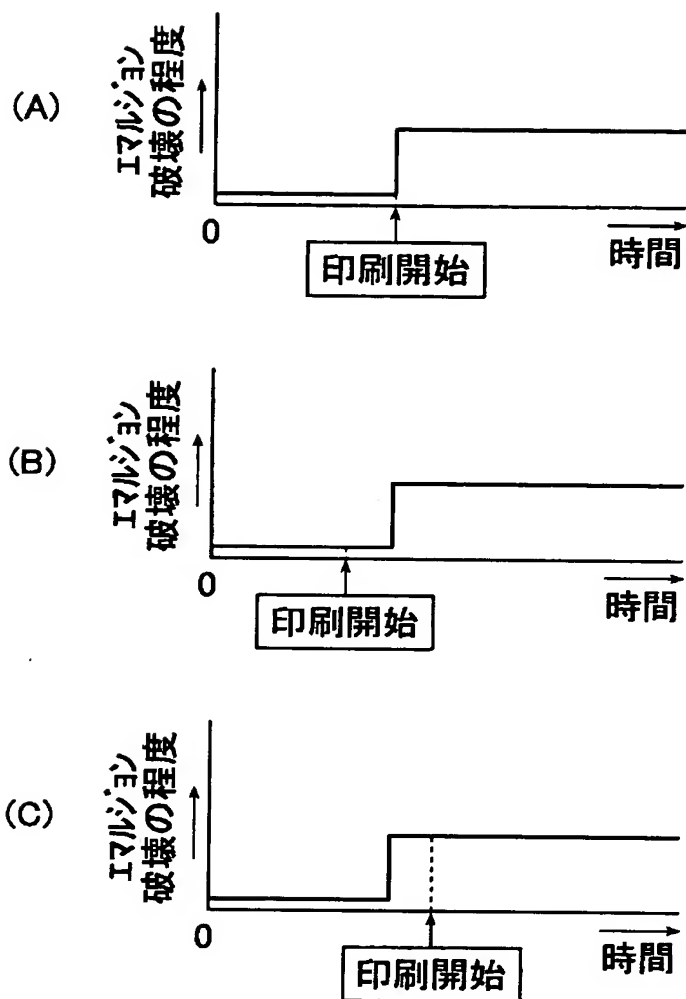 (A)
エマルジョン
破壊の程度
0
印刷開始
時間
(B)
エマルジョン
破壊の程度
0
印刷開始
時間
(C)
エマルジョン
破壊の程度
0
印刷開始
時間